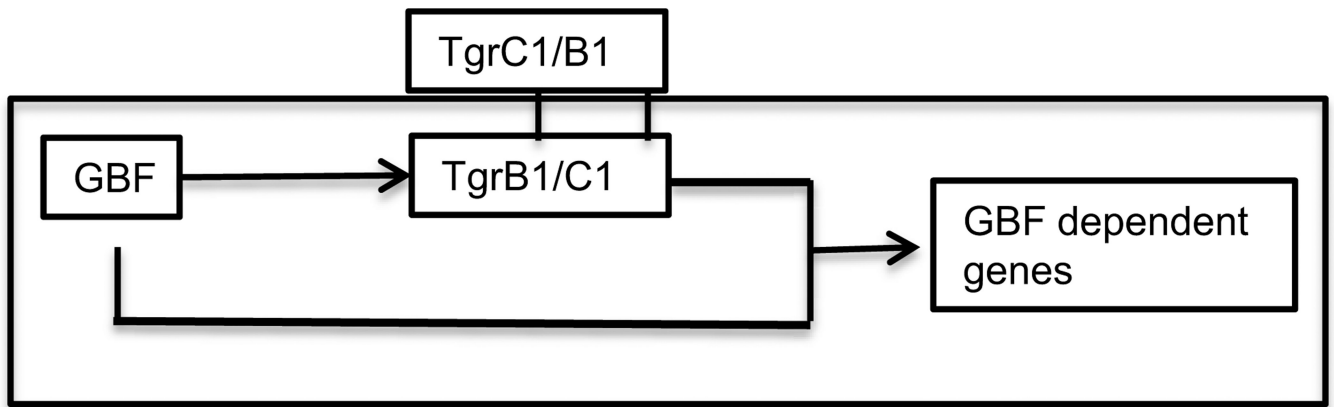 TgrC1/B1
GBF
TgrB1/C1
GBF dependent
genes